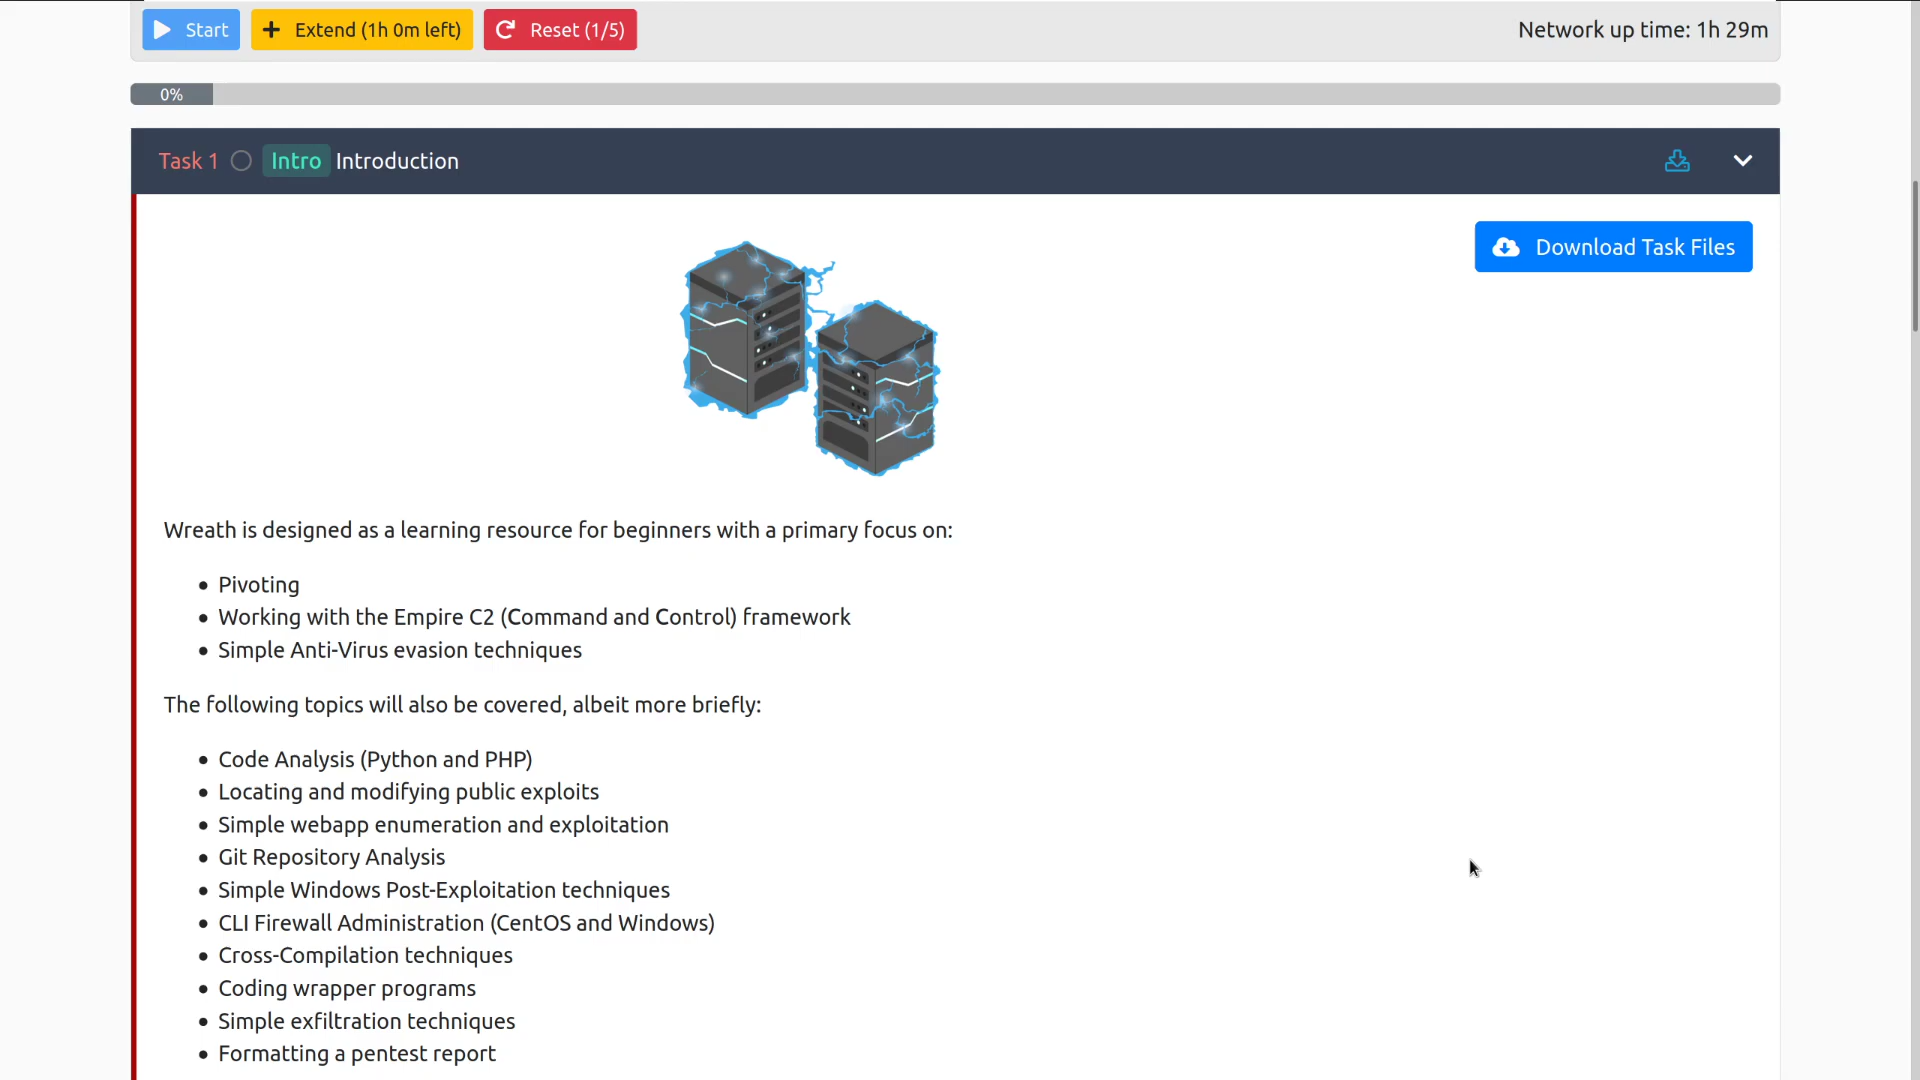 Start Extend (1h 0m left) Reset (1/5) Network up time: 1h 29m
0%
Task 1 Intro Introduction
Download Task Files
Wreath is designed as a learning resource for beginners with a primary focus on:
Pivoting
Working with the Empire C2 (Command and Control) framework
Simple Anti-Virus evasion techniques
The following topics will also be covered, albeit more briefly:
Code Analysis (Python and PHP)
Locating and modifying public exploits
Simple webapp enumeration and exploitation
Git Repository Analysis
Simple Windows Post-Exploitation techniques
CLI Firewall Administration (CentOS and Windows)
Cross-Compilation techniques
Coding wrapper programs
Simple exfiltration techniques
Formatting a pentest report